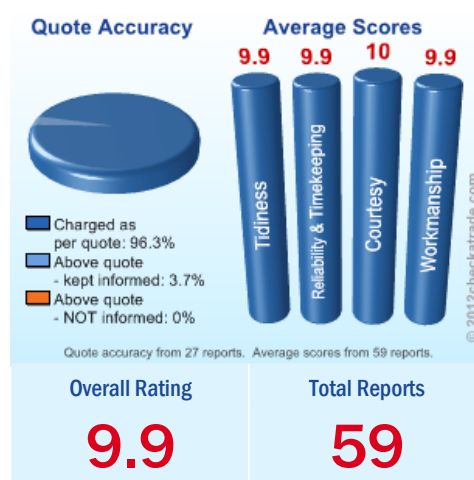 Quote Accuracy
Average Scores
9.9
9.9
10
9.9
Tidiness
Reliability & Timekeeping
Courtesy
Workmanship
Charged as
per quote: 96.3%
Above quote
- kept informed: 3.7%
Above quote
- NOT informed: 0%
© 2012checkatrade.com
Quote accuracy from 27 reports. Average scores from 59 reports.
Overall Rating
9.9
Total Reports
59